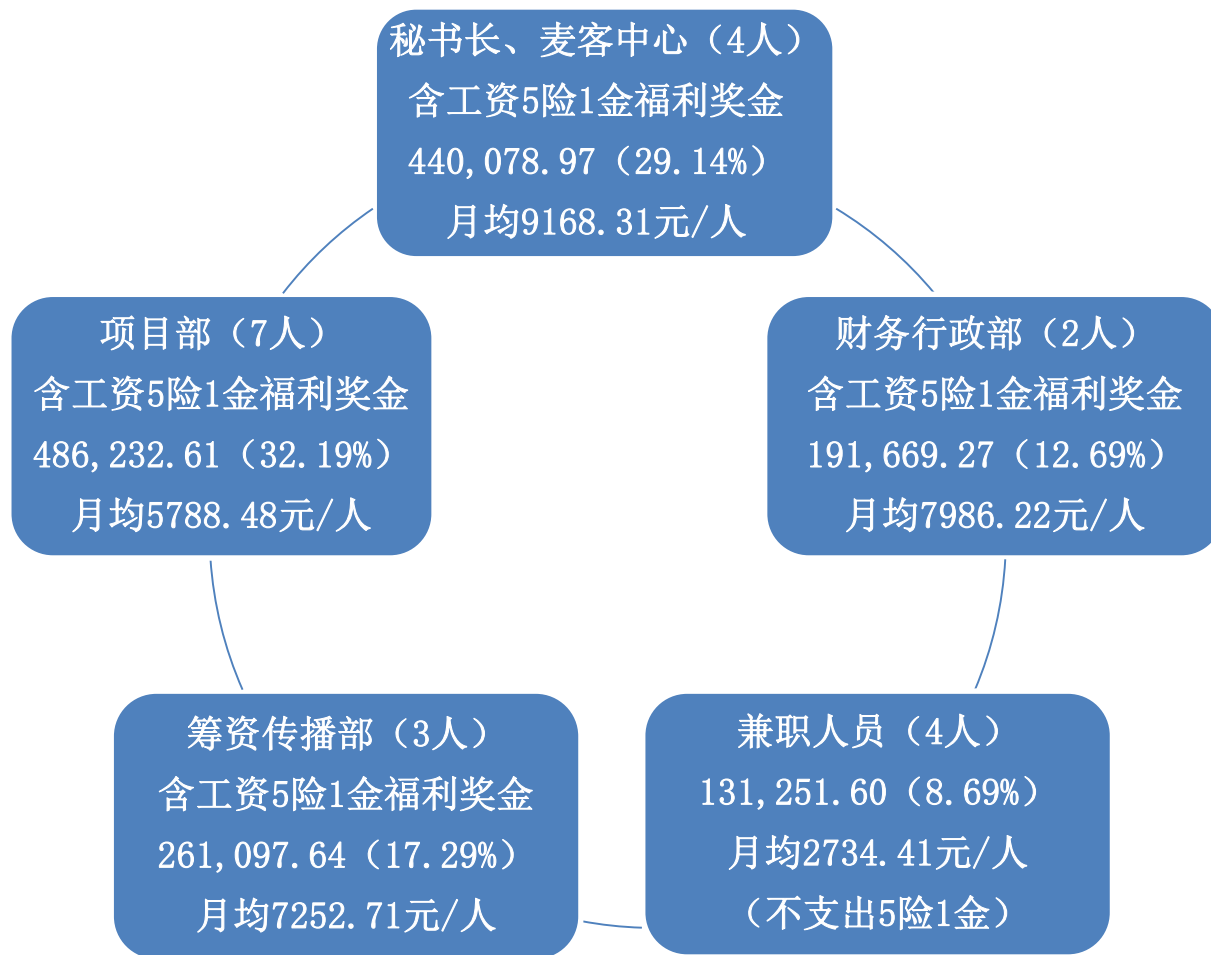 秘书长、麦客中心（4人）
含工资5险1金福利奖金
440,078.97（29.14%）
月均9168.31元/人
项目部（7人）
含工资5险1金福利奖金
486,232.61（32.19%）
月均5788.48元/人
财务行政部（2人）
含工资5险1金福利奖金
191,669.27（12.69%）
月均7986.22元/人
筹资传播部（3人）
含工资5险1金福利奖金
261,097.64（17.29%）
月均7252.71元/人
兼职人员（4人）
131,251.60（8.69%）
月均2734.41元/人
（不支出5险1金）